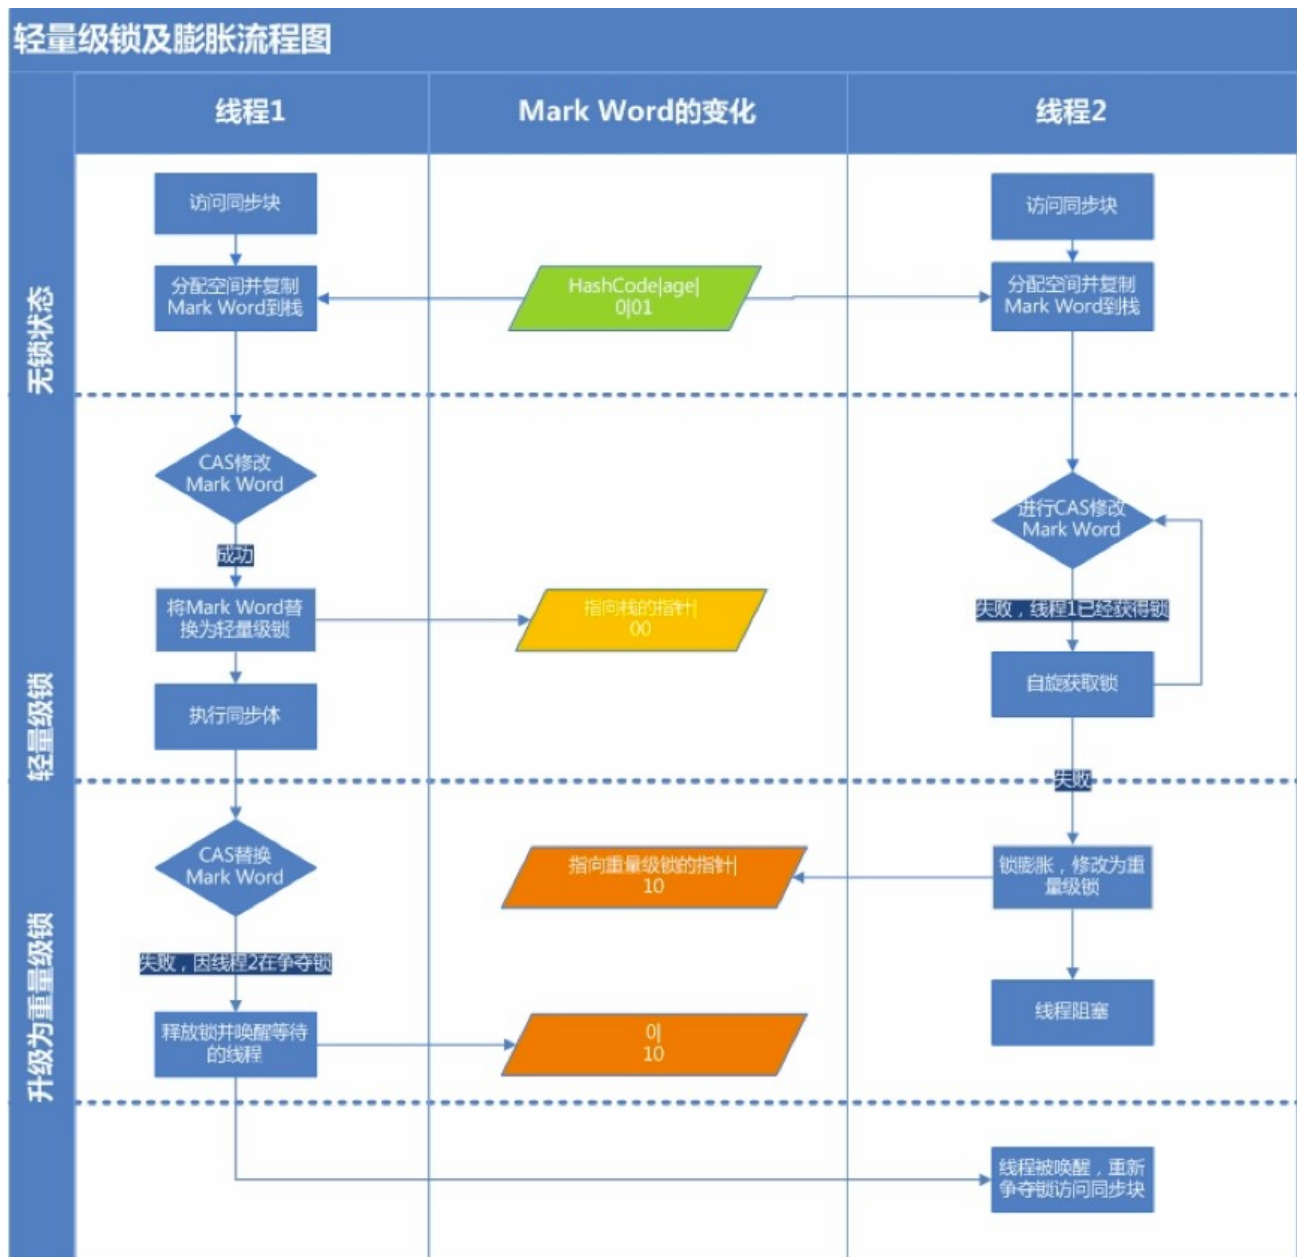 轻量级锁及膨胀流程图
线程1
Mark Word的变化
线程2
无锁状态
访问同步块
访问同步块
分配空间并复制
Mark Word到栈
HashCode|age|
0|01
分配空间并复制
Mark Word到栈
轻量级锁
CAS修改
Mark Word
进行CAS修改
Mark Word
成功
将Mark Word替
换为轻量级锁
指向栈的指针|
00
失败，线程1已经获得锁
自旋获取锁
执行同步体
失败
升级为重量级锁
CAS替换
Mark Word
指向重量级锁的指针|
10
锁膨胀，修改为重
量级锁
失败，因线程2在争夺锁
线程阻塞
释放锁并唤醒等待
的线程
0|
10
线程被唤醒，重新
争夺锁访问同步块